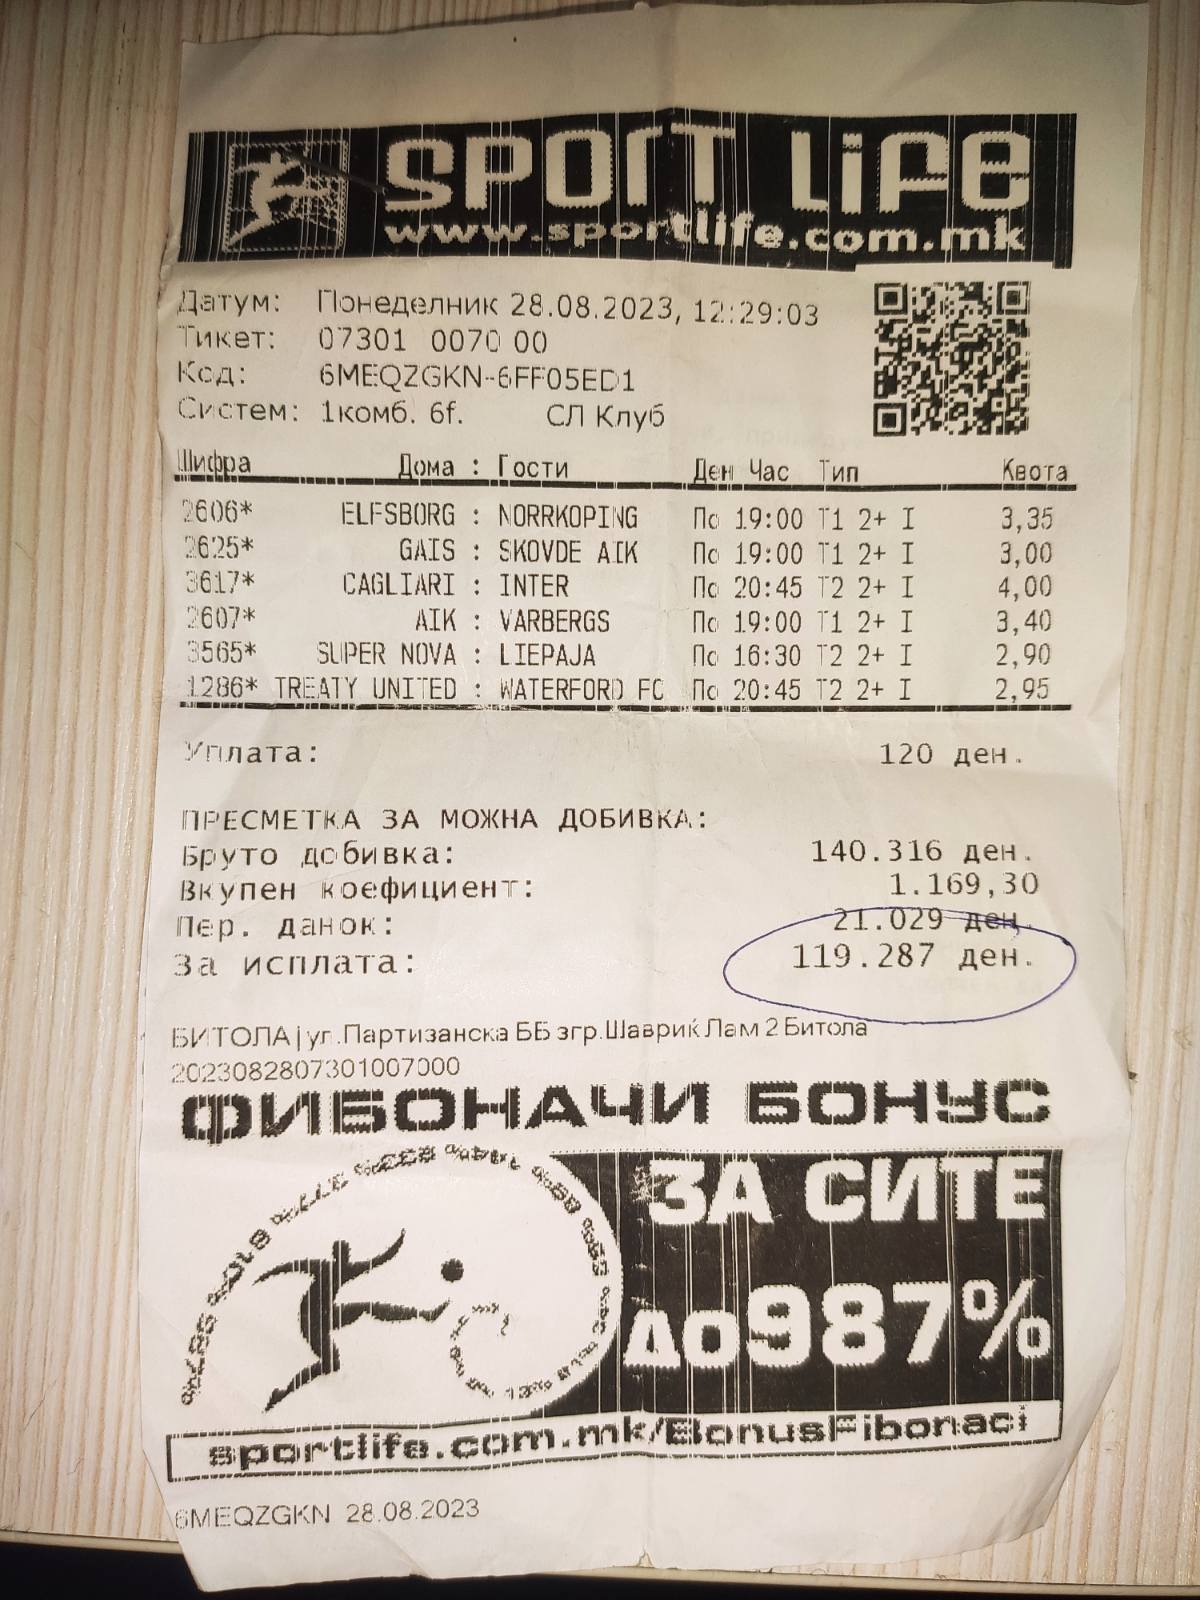 SPORT LIFE
www.sportlife.com.mk
Датум: Понеделник 28.08.2023, 12:29:03
Тикет: 07301 0070 00
Код: 6MEQZGKN-6FF05ED1
Систем: 1комб. 6f. СЛ Клуб
Шифра Дома : Гости Ден Час Тип Квота
2606* ELFSBORG : NORRKOPING По 19:00 T1 2+ I 3,35
2625* GAIS : SKOVDE AIK По 19:00 T1 2+ I 3,00
3617* CAGLIARI : INTER По 20:45 T2 2+ I 4,00
2607* AIK : VARBERGS По 19:00 T1 2+ I 3,40
3565* SUPER NOVA : LIEPAJA По 16:30 T2 2+ I 2,90
1286* TREATY UNITED : WATERFORD FC По 20:45 T2 2+ I 2,95
Уплата: 120 ден.
ПРЕСМЕТКА ЗА МОЖНА ДОБИВКА:
Бруто добивка: 140.316 ден.
Вкупен коефициент: 1.169,30
Пер. данок: 21.029 ден.
За исплата: 119.287 ден.
БИТОЛА|ул.Партизанска ББ згр.Шавриќ Лам 2 Битола
2023082807301007000
ФИБОНАЧИ БОНУС
ЗА СИТЕ
ДО 987%
sportlife.com.mk/BonusFibonaci
6MEQZGKN 28.08.2023